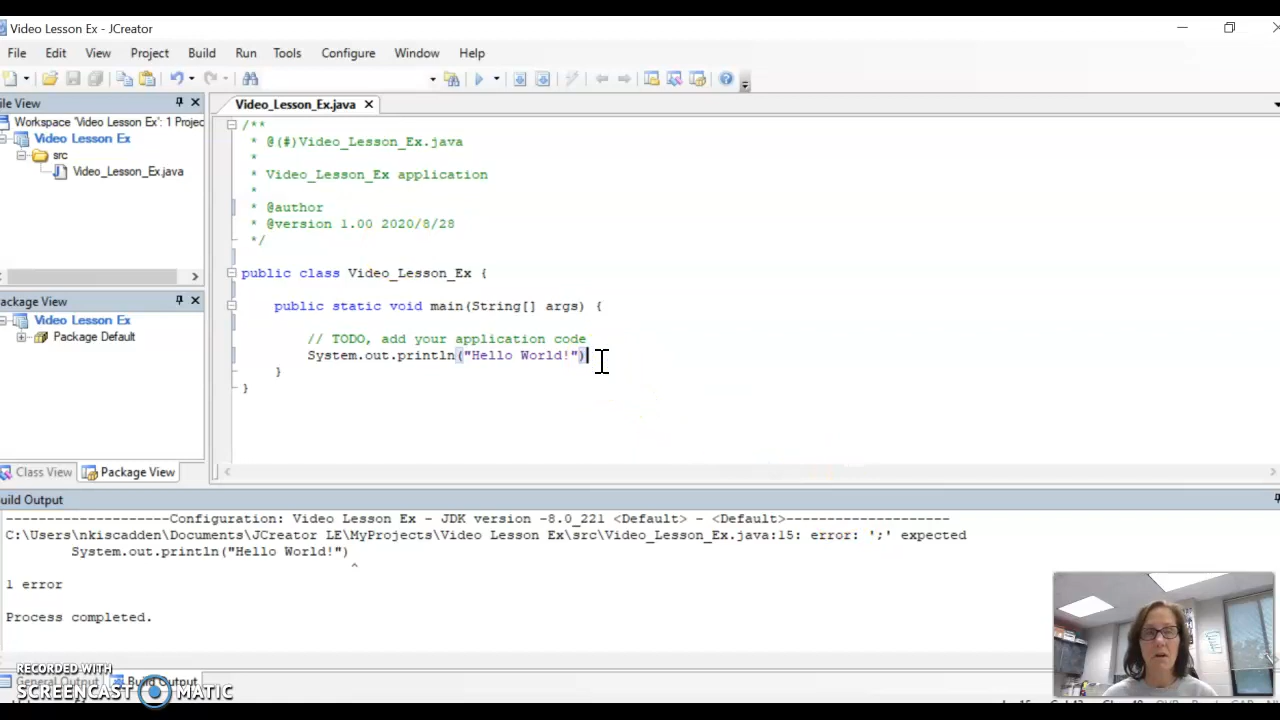 Video Lesson Ex - JCreator
File Edit View Project Build Run Tools Configure Window Help
ile View
Workspace 'Video Lesson Ex': 1 Projec
Video Lesson Ex
src
Video_Lesson_Ex.java
ackage View
Video Lesson Ex
Package Default
Class View Package View
Video_Lesson_Ex.java
/**
* @(#)Video_Lesson_Ex.java
*
* Video_Lesson_Ex application
*
* @author
* @version 1.00 2020/8/28
*/
public class Video_Lesson_Ex {
public static void main(String[] args) {
// TODO, add your application code
System.out.println("Hello World!")
}
}
uild Output
--------------------Configuration: Video Lesson Ex - JDK version -8.0_221 <Default> - <Default>--------------------
C:\Users\nkiscadden\Documents\JCreator LE\MyProjects\Video Lesson Ex\src\Video_Lesson_Ex.java:15: error: ';' expected
System.out.println("Hello World!")
^
1 error
Process completed.
RECORDED WITH
General Output Build Output
SCREENCAST MATIC